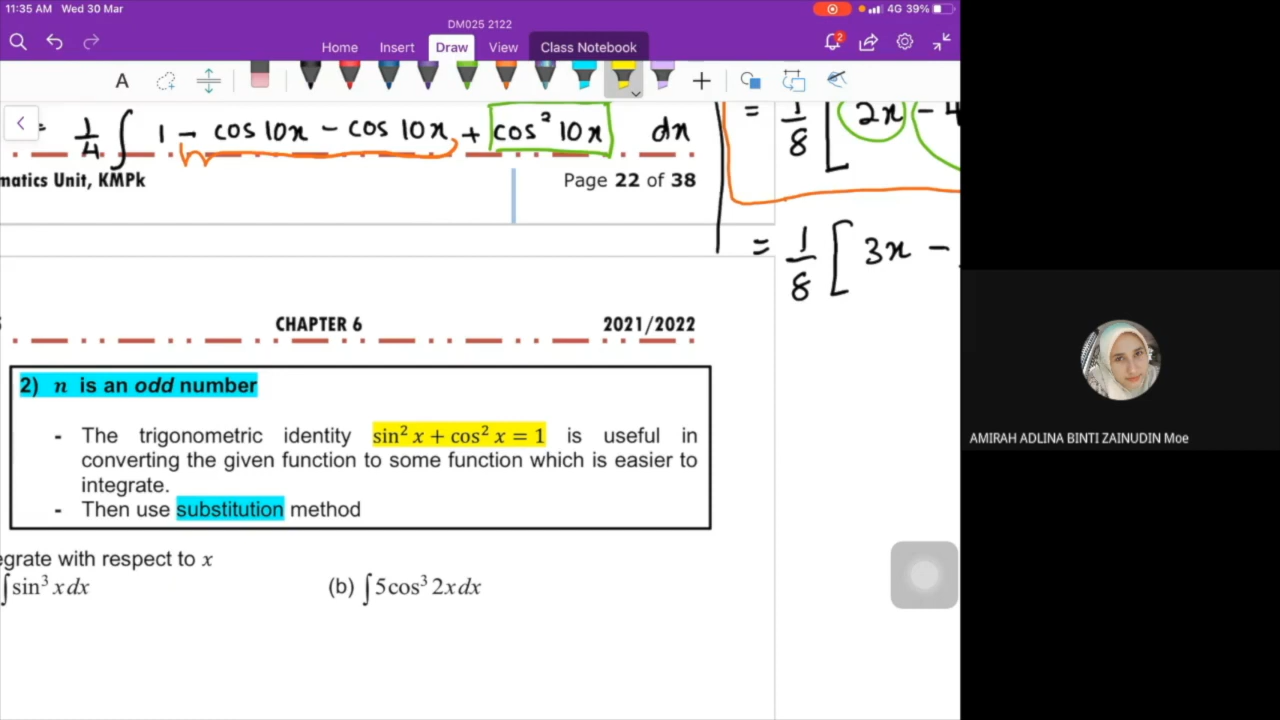 11:35 AM Wed 30 Mar
4G 39%
DM025 2122
Home Insert Draw View Class Notebook
2
A
= 1/4 ∫ 1 - cos 10x - cos 10x + cos² 10x dx
= 1/8 [ 2x - 4
matics Unit, KMPk Page 22 of 38
= 1/8 [ 3x -
CHAPTER 6 2021/2022
2) n is an odd number
- The trigonometric identity sin² x + cos² x = 1 is useful in
converting the given function to some function which is easier to
integrate.
- Then use substitution method
egrate with respect to x
∫ sin³ x dx (b) ∫ 5 cos³ 2x dx
AMIRAH ADLINA BINTI ZAINUDIN Moe